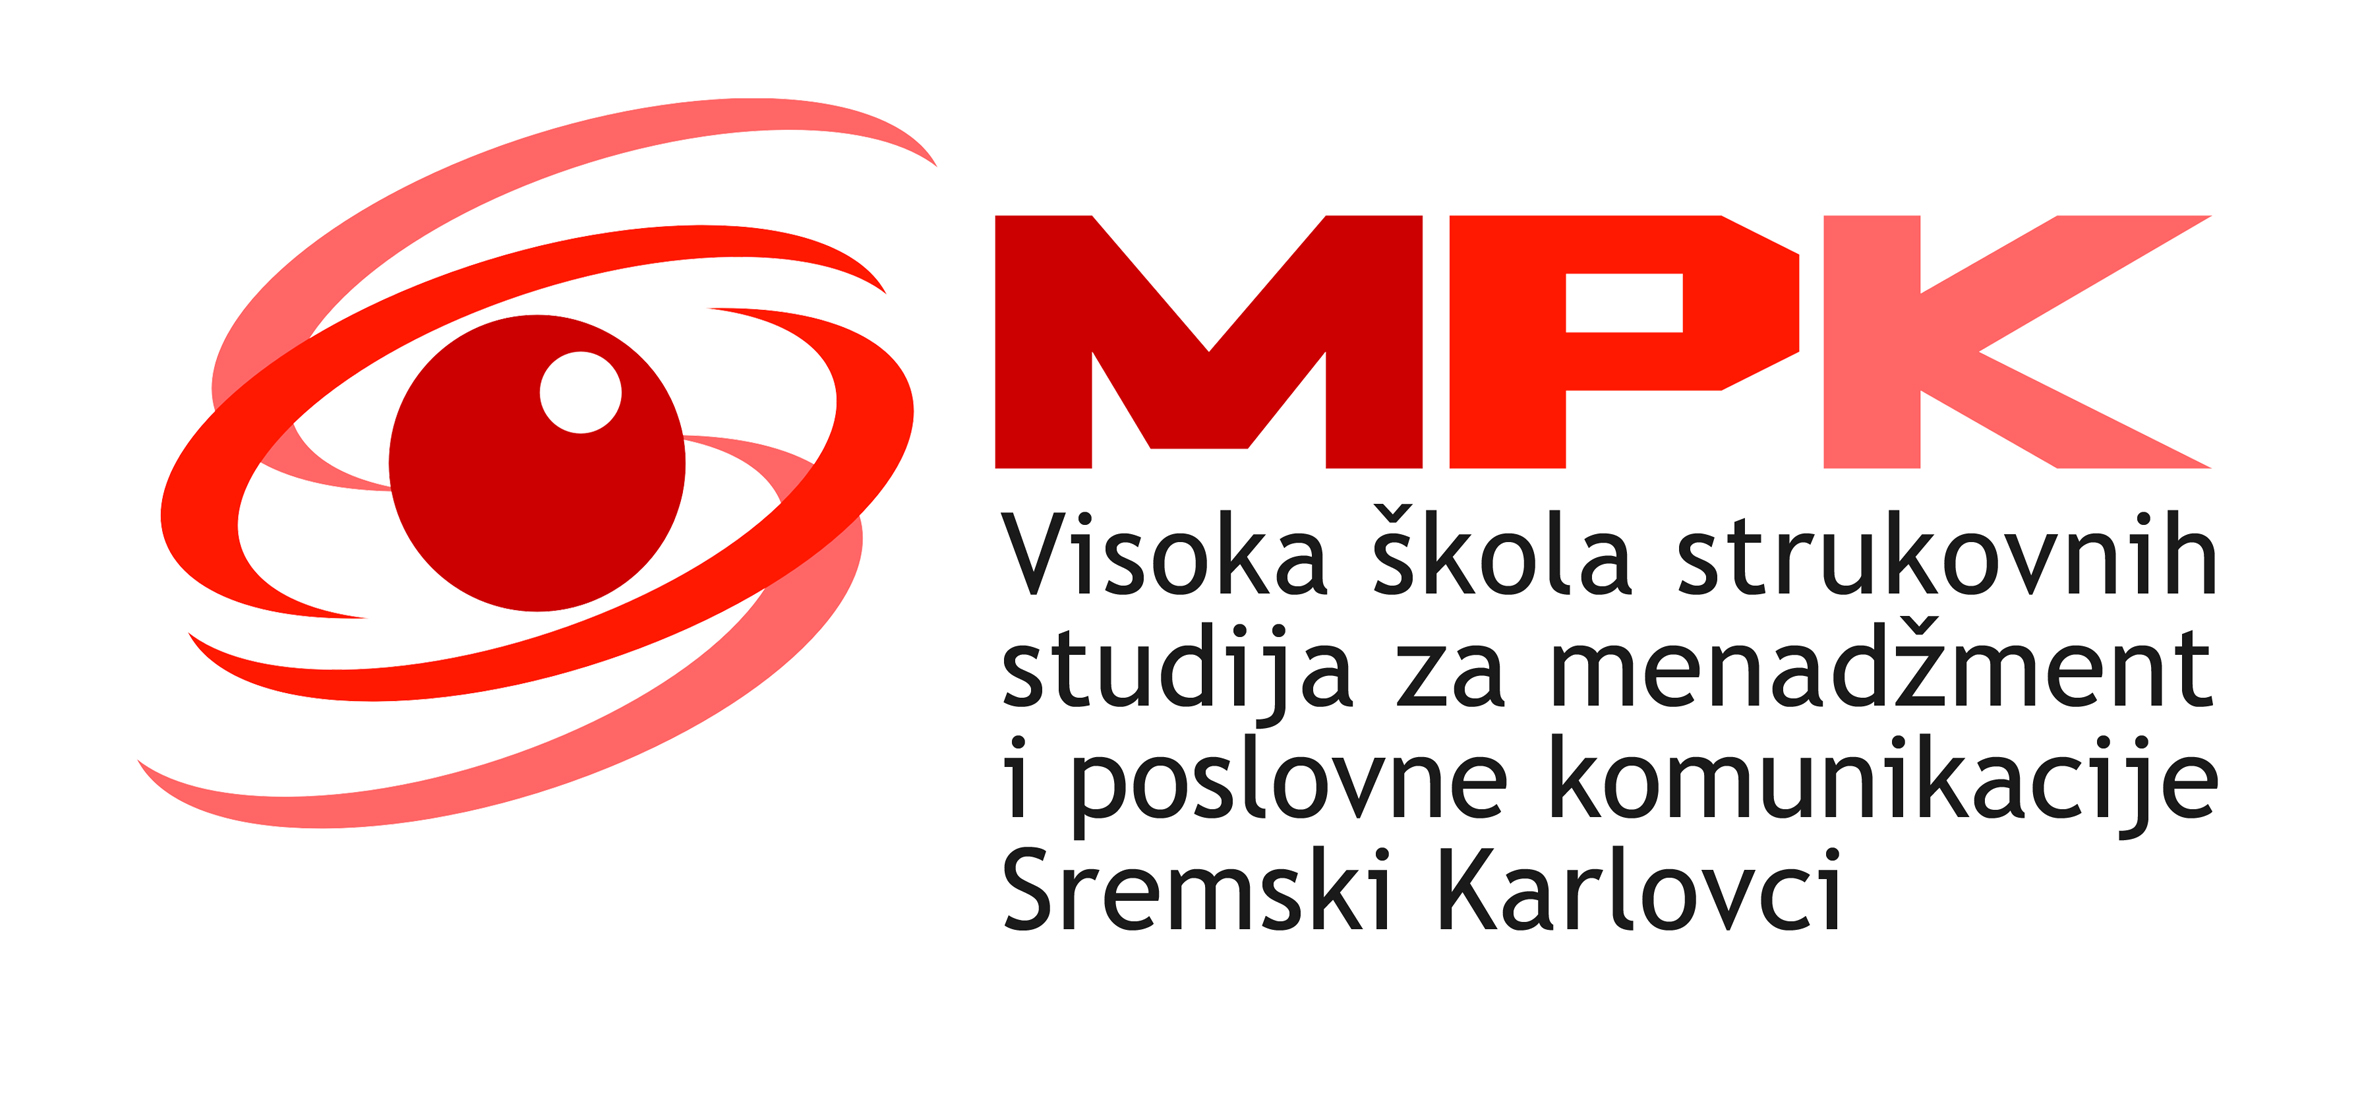 MPK
Visoka škola strukovnih
studija za menadžment
i poslovne komunikacije
Sremski Karlovci